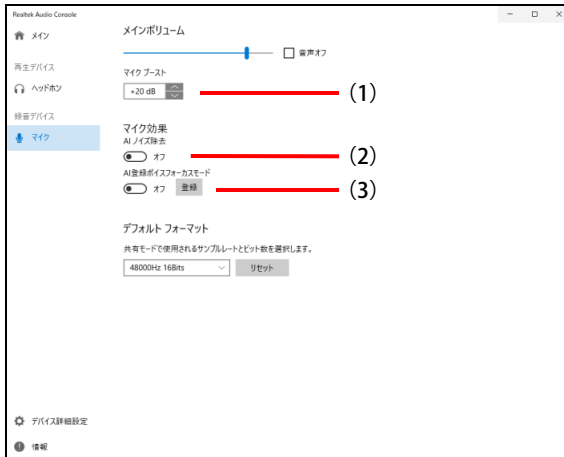 Realtek Audio Console
メイン
再生デバイス
ヘッドホン
録音デバイス
マイク
メインボリューム
音声オフ
マイク ブースト
+20 dB
(1)
マイク効果
AI ノイズ除去
オフ
(2)
AI登録ボイスフォーカスモード
オフ
登録
(3)
デフォルト フォーマット
共有モードで使用されるサンプルレートとビット数を選択します。
48000Hz 16Bits
リセット
デバイス詳細設定
情報